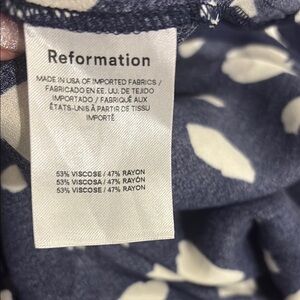 Reformation
MADE IN USA OF IMPORTED FABRICS /
FABRICADO EN EE. UU. DE TEJIDO
IMPORTADO / FABRIQUÉ AUX
ÉTATS-UNIS À PARTIR DE TISSU
IMPORTÉ
53% VISCOSE / 47% RAYON
53% VISCOSA / 47% RAYON
53% VISCOSE / 47% RAYON